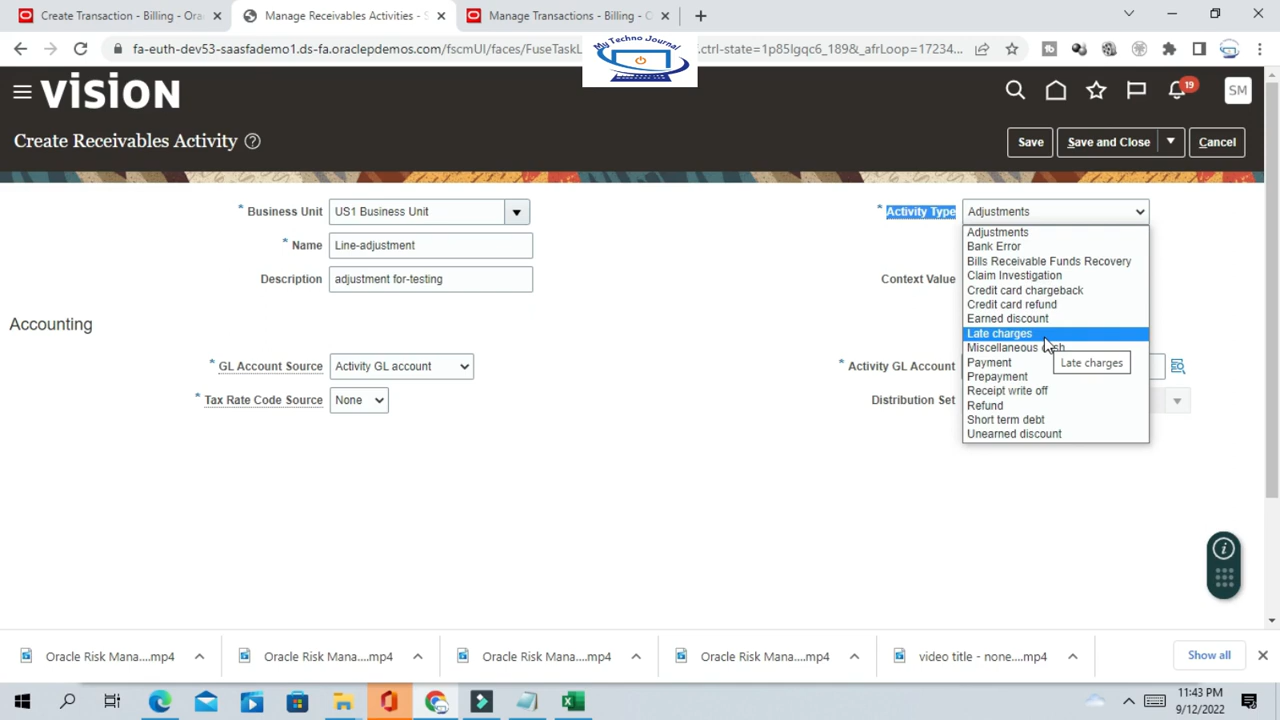 Create Transaction - Billing - Ora
Manage Receivables Activities - S
Manage Transactions - Billing - O
fa-euth-dev53-saasfademo1.ds-fa.oraclepdemos.com/fscmUI/faces/FuseTaskL
.ctrl-state=1p85lgqc6_189&_afrLoop=17234...
My Techno Journal
VISION
19
SM
Create Receivables Activity
Save
Save and Close
Cancel
* Business Unit
US1 Business Unit
* Activity Type
Adjustments
* Name
Line-adjustment
Description
adjustment for-testing
Context Value
Adjustments
Bank Error
Bills Receivable Funds Recovery
Claim Investigation
Credit card chargeback
Credit card refund
Earned discount
Late charges
Miscellaneous cash
Payment
Late charges
Prepayment
Receipt write off
Refund
Short term debt
Unearned discount
Accounting
* GL Account Source
Activity GL account
* Activity GL Account
* Tax Rate Code Source
None
Distribution Set
Oracle Risk Mana....mp4
Oracle Risk Mana....mp4
Oracle Risk Mana....mp4
Oracle Risk Mana....mp4
video title - none....mp4
Show all
11:43 PM
9/12/2022